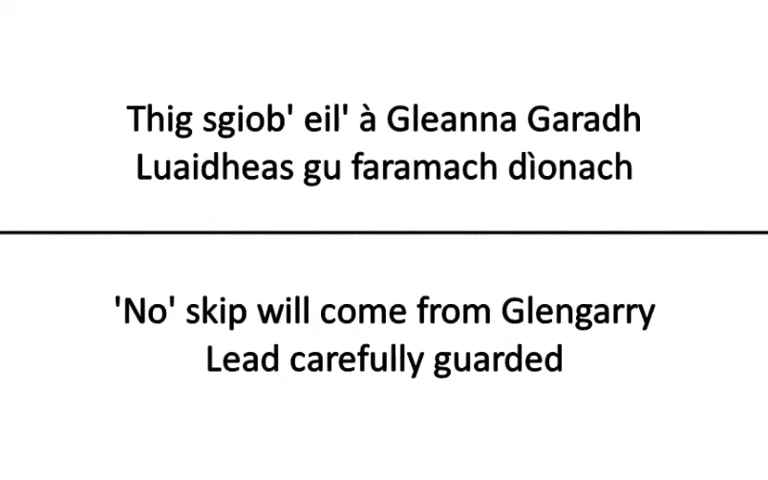 Thig sgiob' eil' à Gleanna Garadh
Luaidheas gu faramach dìonach
'No' skip will come from Glengarry
Lead carefully guarded